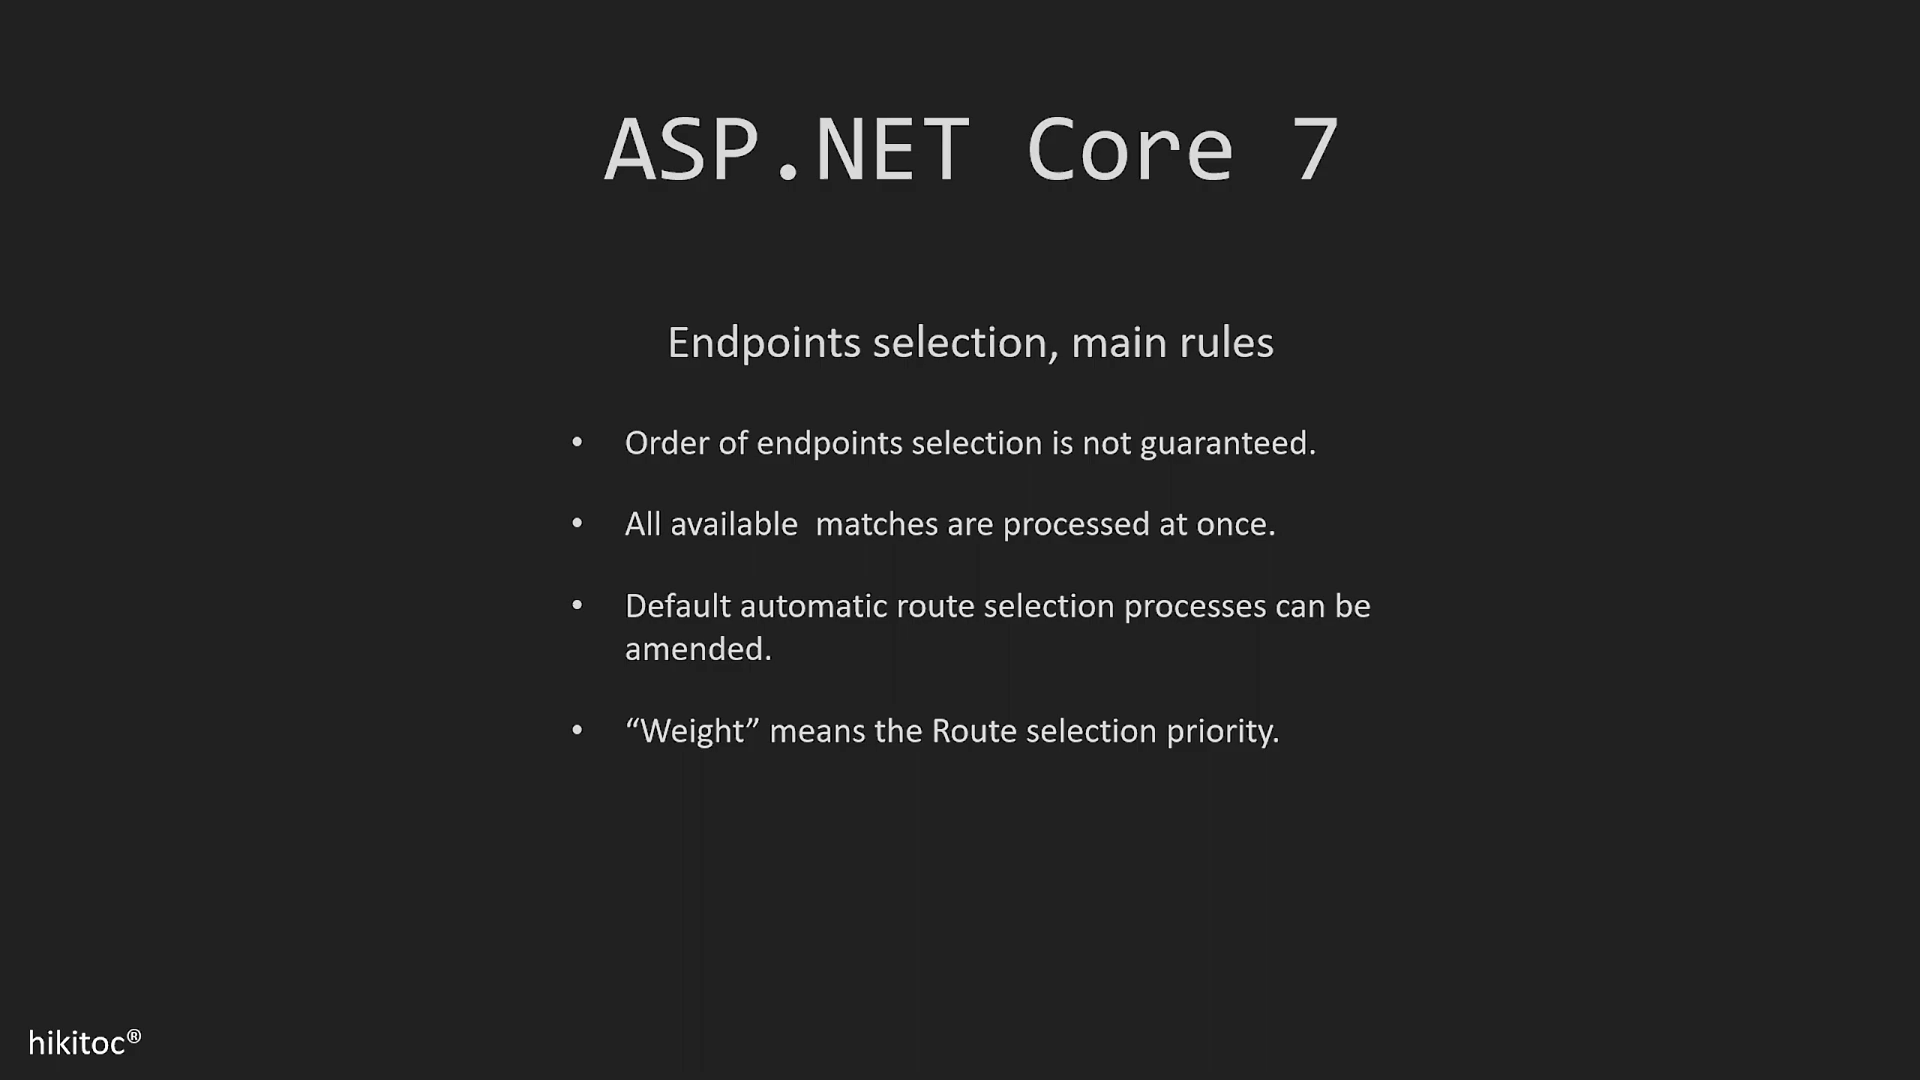 ASP.NET Core 7
Endpoints selection, main rules
• Order of endpoints selection is not guaranteed.
• All available  matches are processed at once.
• Default automatic route selection processes can be
amended.
• “Weight” means the Route selection priority.
hikitoc®